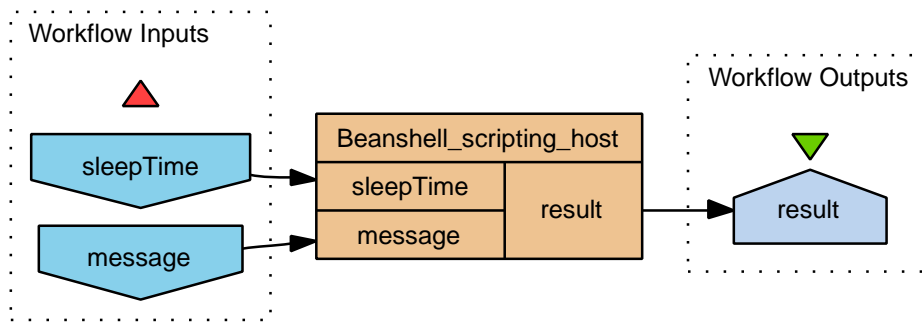 Workflow Inputs
sleepTime
message
Beanshell_scripting_host
sleepTime
message
result
Workflow Outputs
result